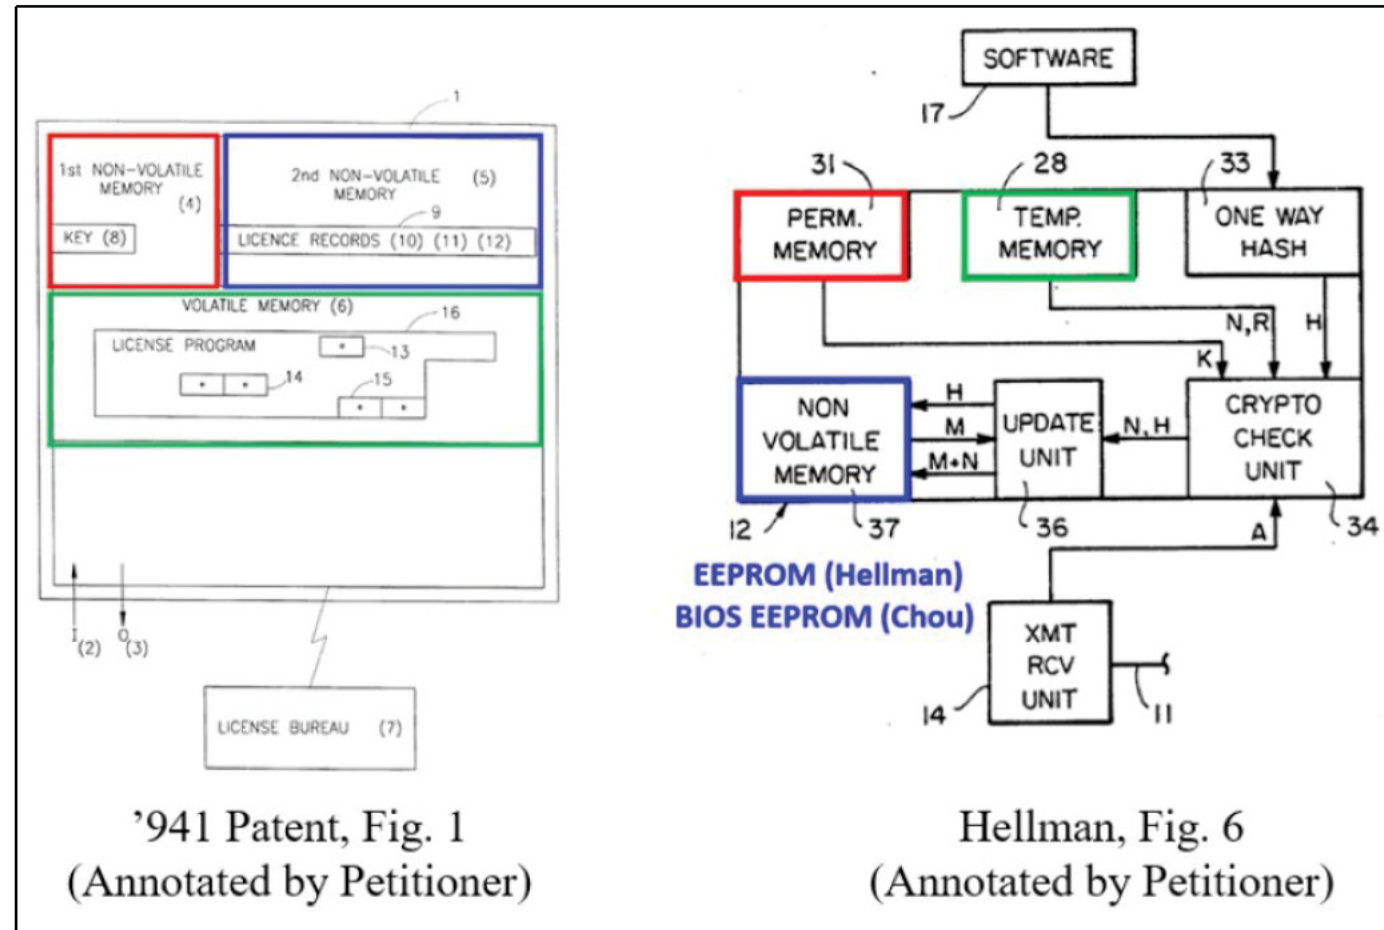 1
1st NON-VOLATILE
MEMORY
(4)
KEY (8)
2nd NON-VOLATILE (5)
MEMORY
9
LICENCE RECORDS (10) (11) (12)
VOLATILE MEMORY (6)
16
LICENSE PROGRAM
13
14
15
I
(2)
O
(3)
LICENSE BUREAU (7)
’941 Patent, Fig. 1
(Annotated by Petitioner)
SOFTWARE
17
31
28
33
PERM.
MEMORY
TEMP.
MEMORY
ONE WAY
HASH
N,R
H
K
NON
VOLATILE
MEMORY
H
M
M+N
UPDATE
UNIT
N,H
CRYPTO
CHECK
UNIT
12
37
36
34
A
EEPROM (Hellman)
BIOS EEPROM (Chou)
XMT
RCV
UNIT
14
11
Hellman, Fig. 6
(Annotated by Petitioner)